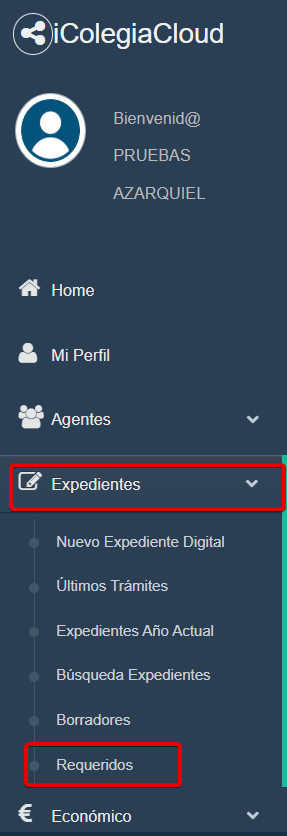 iColegiaCloud
Bienvenid@
PRUEBAS
AZARQUIEL
Home
Mi Perfil
Agentes
Expedientes
Nuevo Expediente Digital
Últimos Trámites
Expedientes Año Actual
Búsqueda Expedientes
Borradores
Requeridos
€ Económico